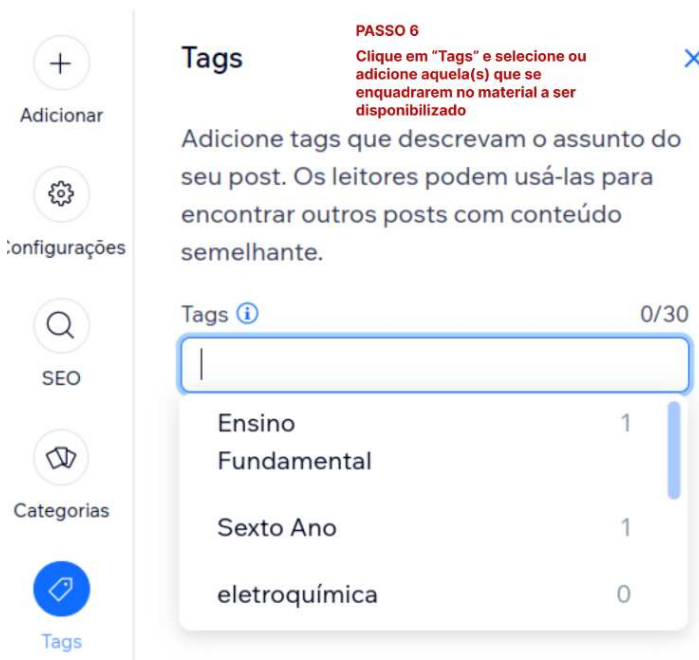 Adicionar
Configurações
SEO
Categorias
Tags
Tags
PASSO 6
Clique em “Tags” e selecione ou
adicione aquela(s) que se
enquadrarem no material a ser
disponibilizado
Adicione tags que descrevam o assunto do
seu post. Os leitores podem usá-las para
encontrar outros posts com conteúdo
semelhante.
Tags 0/30
Ensino 1
Fundamental
Sexto Ano 1
eletroquímica 0